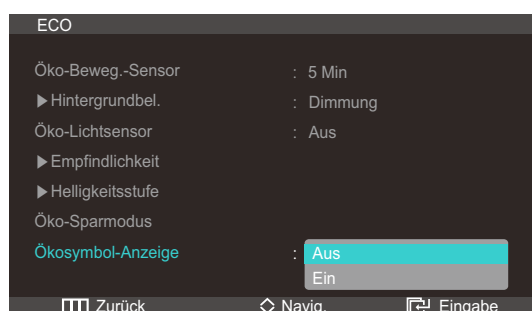 ECO
Öko-Beweg.-Sensor : 5 Min
▶Hintergrundbel. : Dimmung
Öko-Lichtsensor : Aus
▶Empfindlichkeit
▶Helligkeitsstufe
Öko-Sparmodus
Ökosymbol-Anzeige : Aus
Ein
Zurück Navig. Eingabe